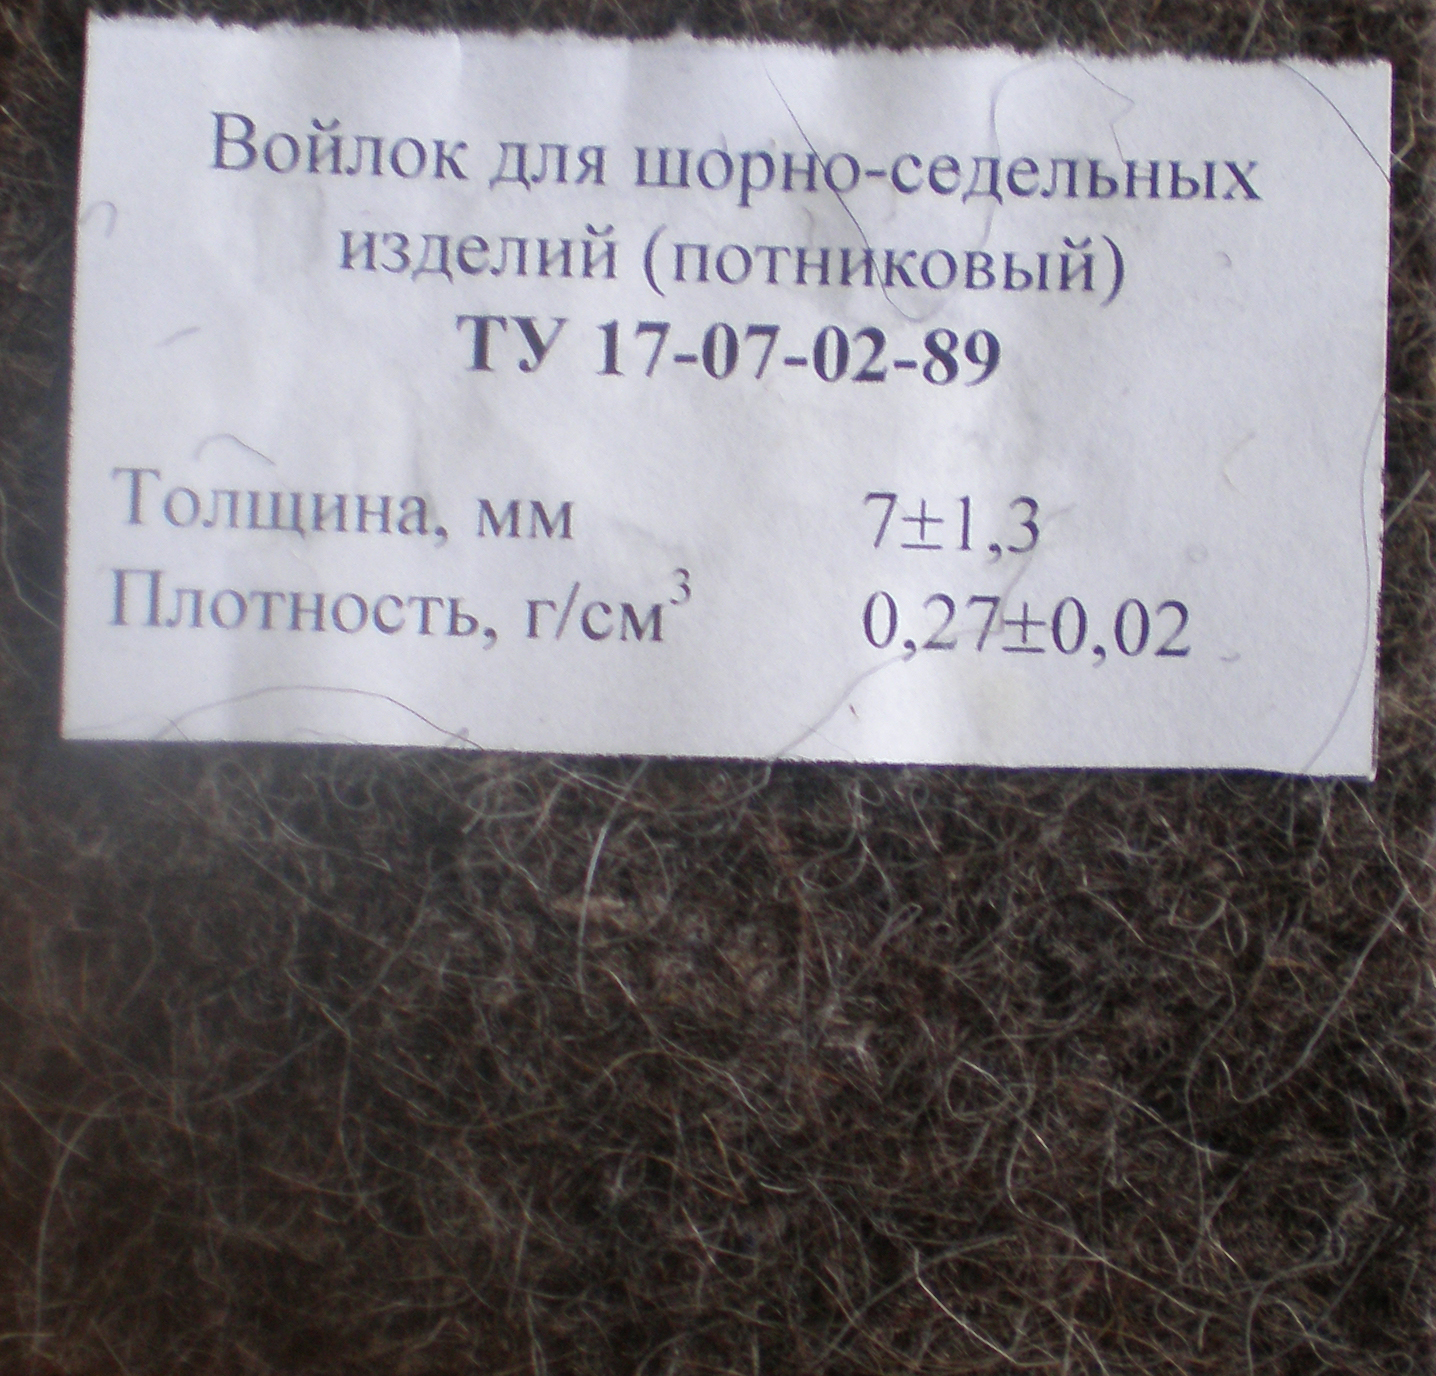 Войлок для шорно-седельных
изделий (потниковый)
ТУ 17-07-02-89
Толщина, мм 7±1,3
Плотность, г/см³ 0,27±0,02